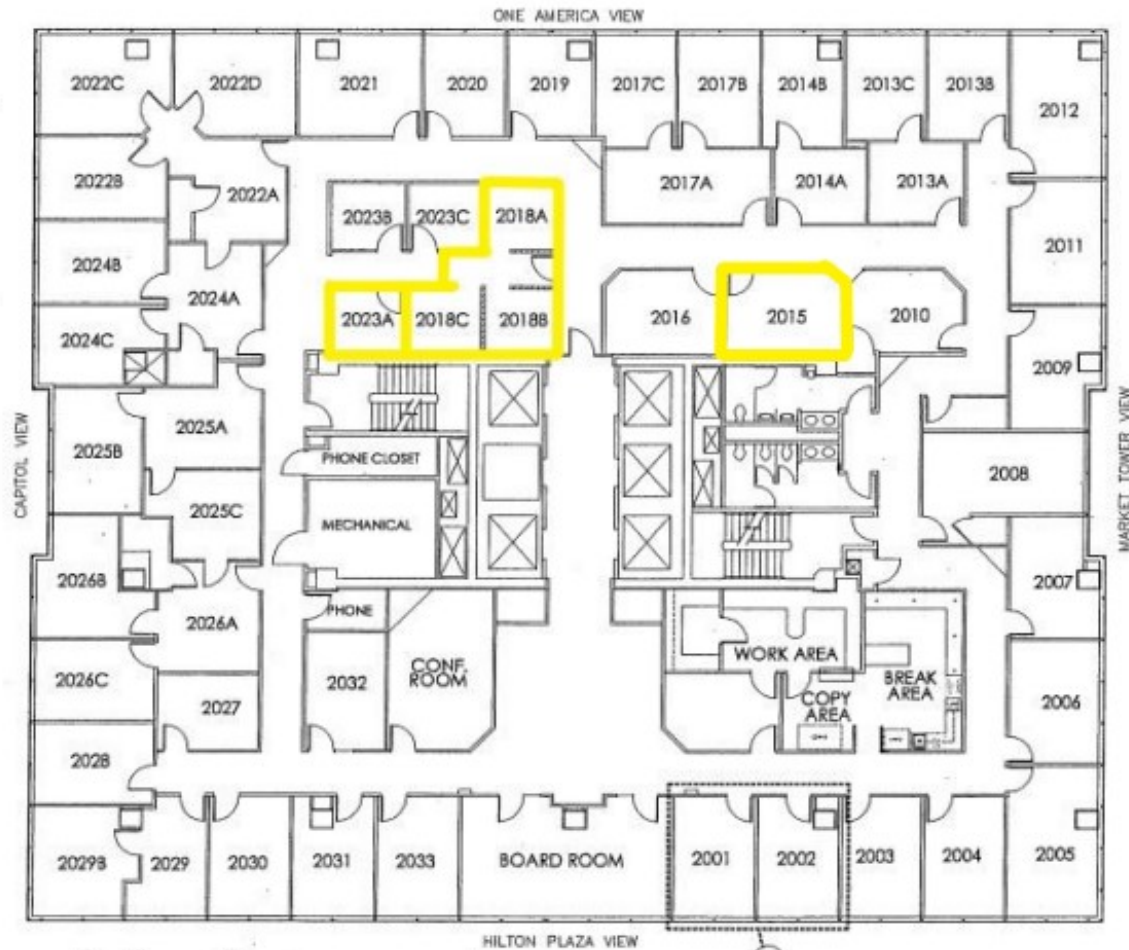 ONE AMERICA VIEW
2022C
2022D
2021
2020
2019
2017C
2017B
2014B
2013C
2013B
2012
2022B
2022A
2023B
2023C
2018A
2017A
2014A
2013A
2011
2024B
2024A
2024C
2023A
2018C
2018B
2016
2015
2010
2009
CAPITOL VIEW
2025B
2025A
2025C
PHONE CLOSET
MECHANICAL
2008
MARKET TOWER VIEW
2026B
2026A
2007
PHONE
2026C
2027
2032
CONF.
ROOM
WORK AREA
COPY
AREA
BREAK
AREA
2006
2028
2029B
2029
2030
2031
2033
BOARD ROOM
2001
2002
2003
2004
2005
HILTON PLAZA VIEW